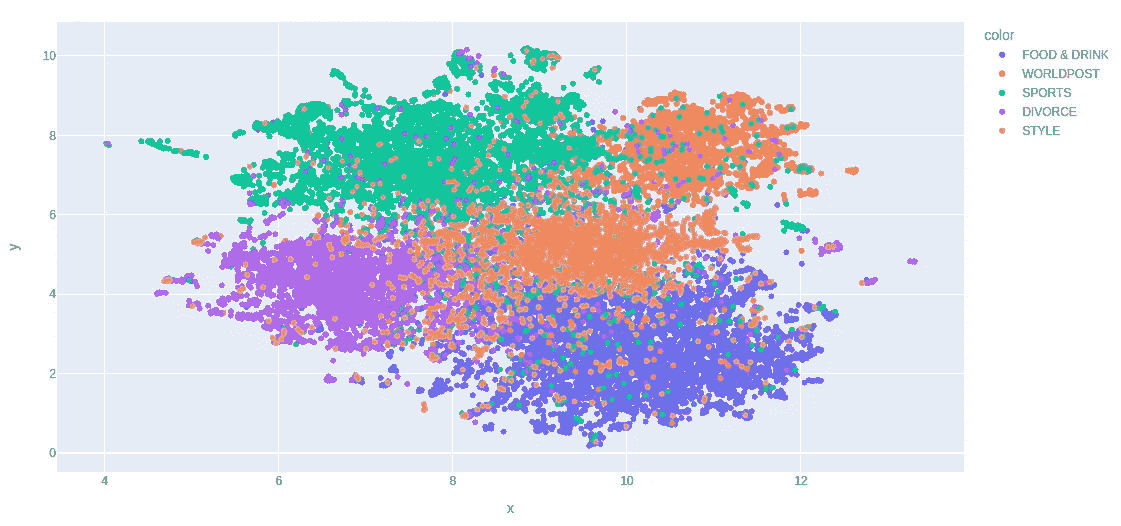 color
FOOD & DRINK
WORLDPOST
SPORTS
DIVORCE
STYLE
10
8
6
4
2
0
y
4 6 8 10 12
x